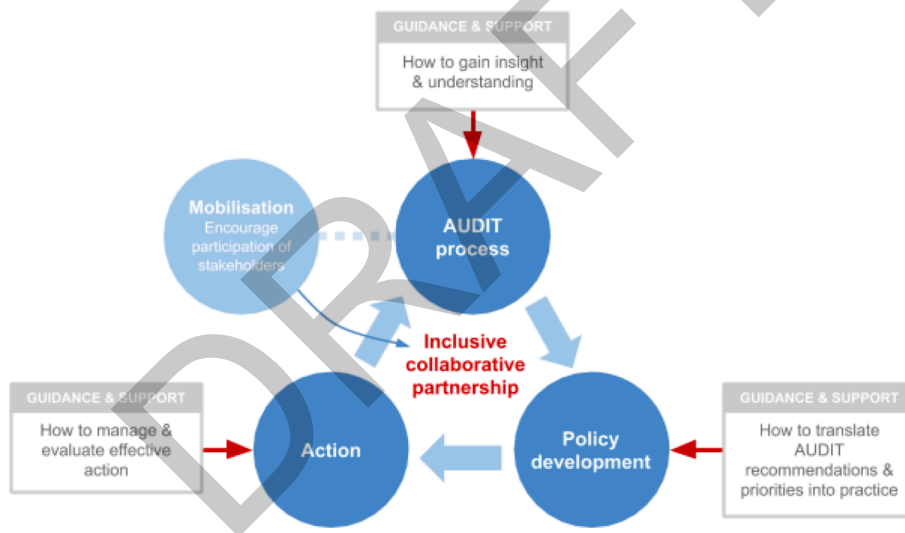 GUIDANCE & SUPPORT
How to gain insight
& understanding
Mobilisation
Encourage
participation of
stakeholders
AUDIT
process
Inclusive
collaborative
partnership
GUIDANCE & SUPPORT
How to manage &
evaluate effective
action
Action
Policy
development
GUIDANCE & SUPPORT
How to translate
AUDIT
recommendations &
priorities into practice
DRAFT